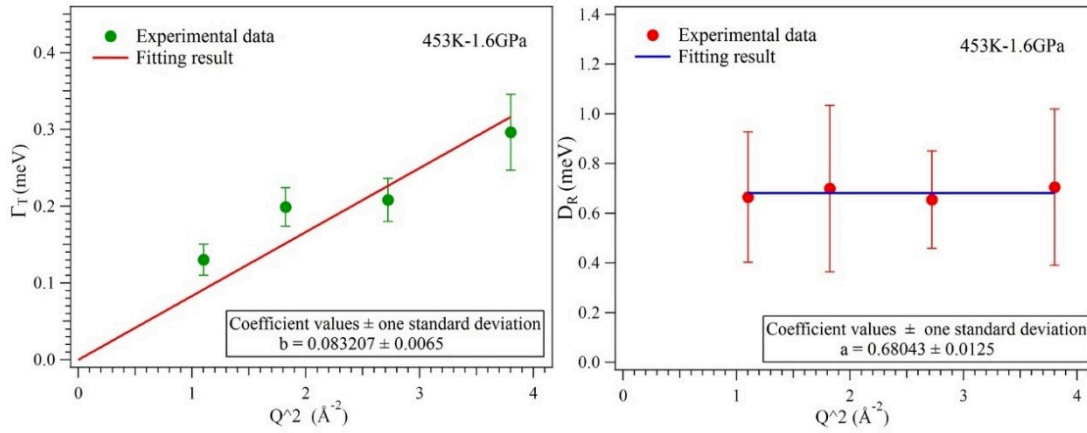 0.4
0.3
0.2
0.1
0.0
Γ_T (meV)
Experimental data
Fitting result
453K-1.6GPa
Coefficient values ± one standard deviation
b = 0.083207 ± 0.0065
0 1 2 3 4
Q^2 (Å⁻²)
1.4
1.2
1.0
0.8
0.6
0.4
0.2
0.0
D_R (meV)
Experimental data
Fitting result
453K-1.6GPa
Coefficient values ± one standard deviation
a = 0.68043 ± 0.0125
0 1 2 3 4
Q^2 (Å⁻²)